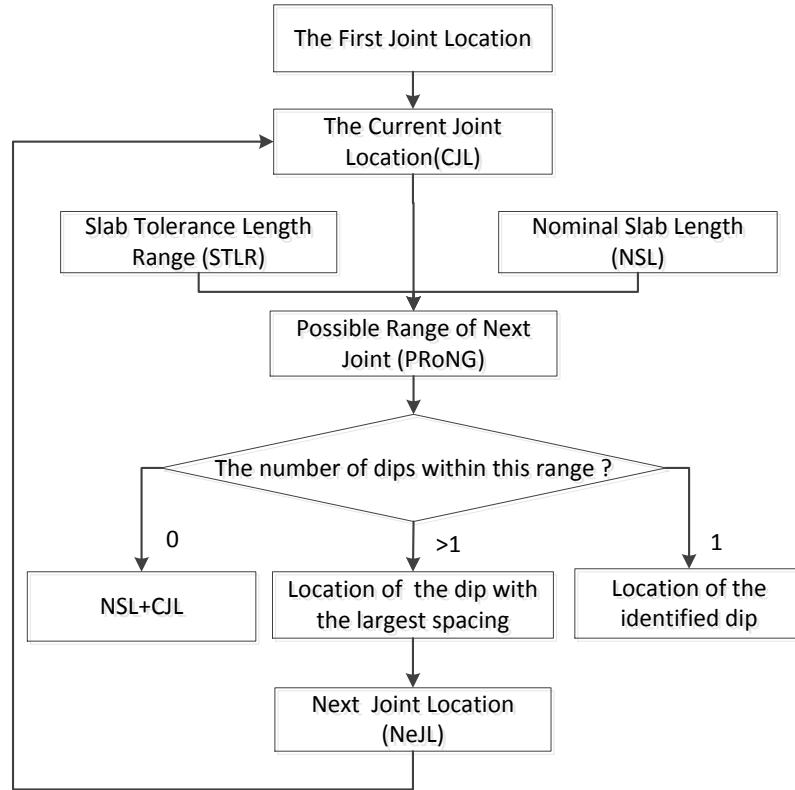 The First Joint Location
The Current Joint
Location(CJL)
Slab Tolerance Length
Range (STLR)
Nominal Slab Length
(NSL)
Possible Range of Next
Joint (PRoNG)
The number of dips within this range ?
0
>1
1
NSL+CJL
Location of the dip with
the largest spacing
Location of the
identified dip
Next Joint Location
(NeJL)